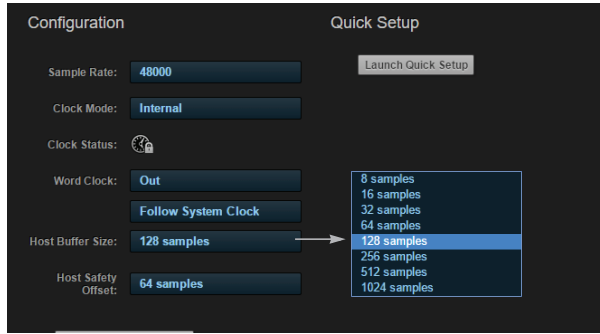 Configuration
Quick Setup
Sample Rate: 48000
Launch Quick Setup
Clock Mode: Internal
Clock Status:
Word Clock: Out
Follow System Clock
Host Buffer Size: 128 samples
Host Safety
Offset: 64 samples
8 samples
16 samples
32 samples
64 samples
128 samples
256 samples
512 samples
1024 samples